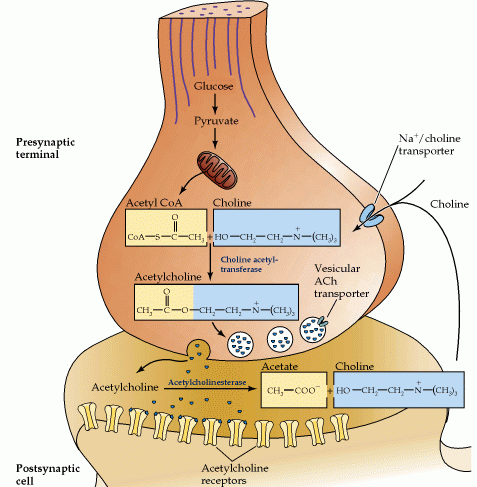 Glucose
Pyruvate
Presynaptic
terminal
Na⁺/choline
transporter
Acetyl CoA
Choline
Choline
O
CoA—S—C—CH₃
+
HO—CH₂—CH₂—N⁺—(CH₃)₃
Choline acetyl-
transferase
Acetylcholine
Vesicular
ACh
transporter
O
CH₃—C—O—CH₂—CH₂—N⁺—(CH₃)₃
Acetylcholine
Acetylcholinesterase
Acetate
Choline
CH₃—COO⁻
+
HO—CH₂—CH₂—N⁺—(CH₃)₃
Postsynaptic
cell
Acetylcholine
receptors